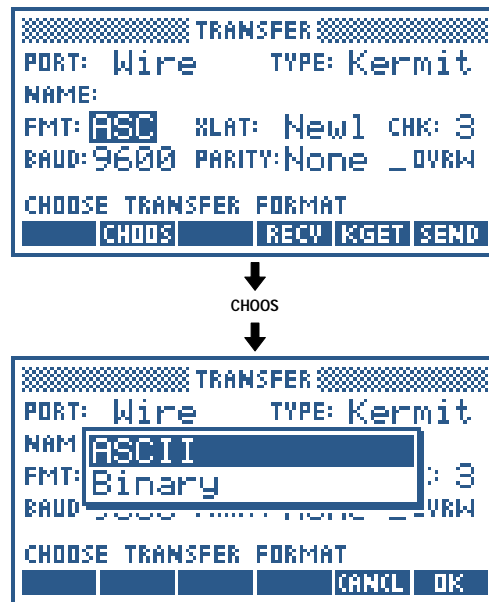 TRANSFER
PORT: Wire TYPE: Kermit
NAME:
FMT: ASC XLAT: Newl CHK: 3
BAUD: 9600 PARITY: None _ OVRW
CHOOSE TRANSFER FORMAT
CHOOS RECV KGET SEND
CHOOS
TRANSFER
PORT: Wire TYPE: Kermit
NAM
FMT: ASCII : 3
BAUD Binary _ OVRW
CHOOSE TRANSFER FORMAT
CANCL OK